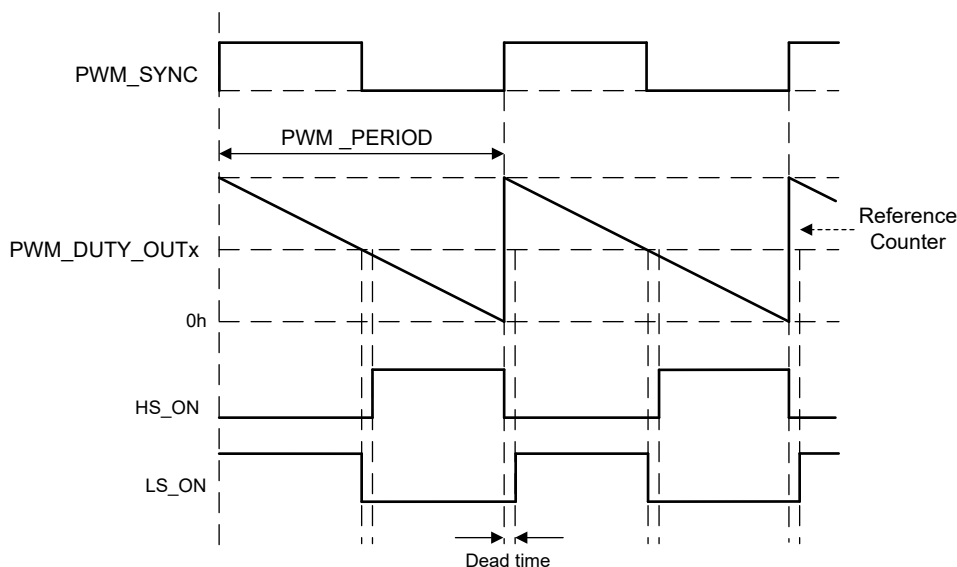 PWM_SYNC
PWM _PERIOD
Reference
Counter
PWM_DUTY_OUTx
0h
HS_ON
LS_ON
Dead time